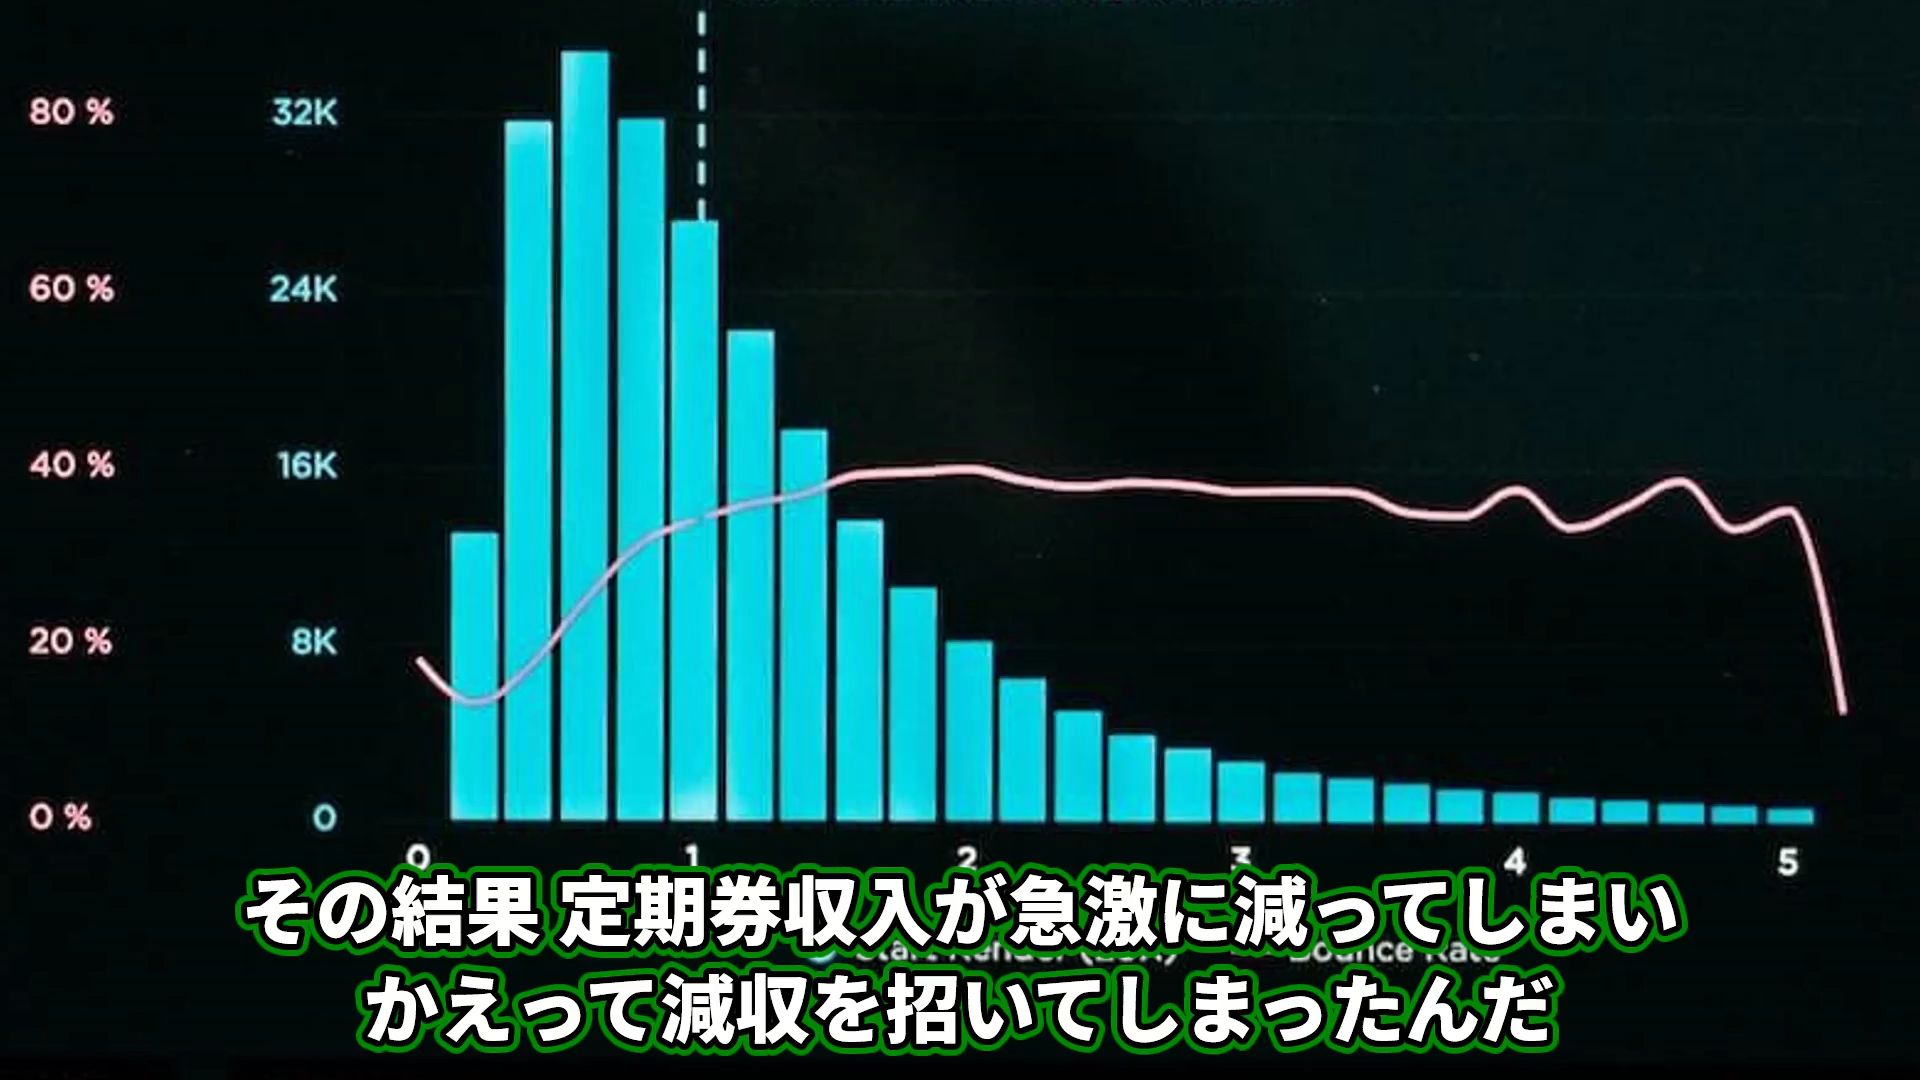 80 %
32K
60 %
24K
40 %
16K
20 %
8K
0 %
0
0 1 2 3 4 5
その結果 定期券収入が急激に減ってしまい
かえって減収を招いてしまったんだ